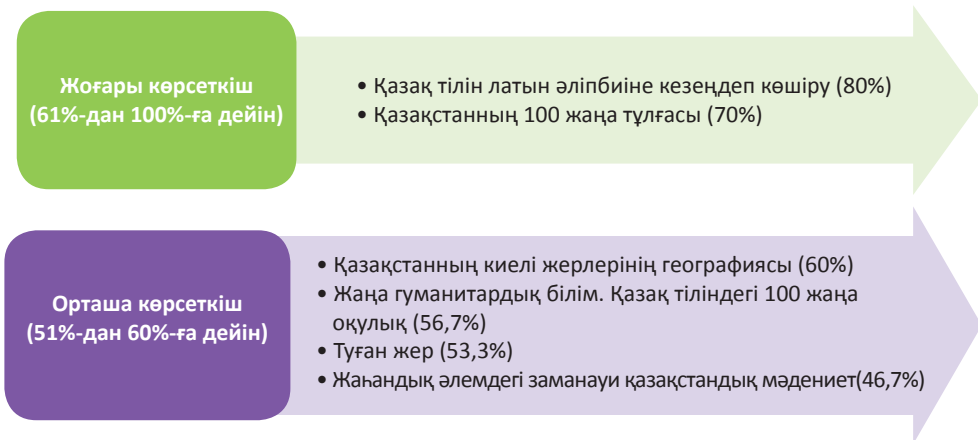 Жоғары көрсеткіш
(61%-дан 100%-ға дейін)
• Қазақ тілін латын әліпбиіне кезеңдеп көшіру (80%)
• Қазақстанның 100 жаңа тұлғасы (70%)
Орташа көрсеткіш
(51%-дан 60%-ға дейін)
• Қазақстанның киелі жерлерінің географиясы (60%)
• Жаңа гуманитардық білім. Қазақ тіліндегі 100 жаңа
оқулық (56,7%)
• Туған жер (53,3%)
• Жаһандық әлемдегі заманауи қазақстандық мәдениет(46,7%)